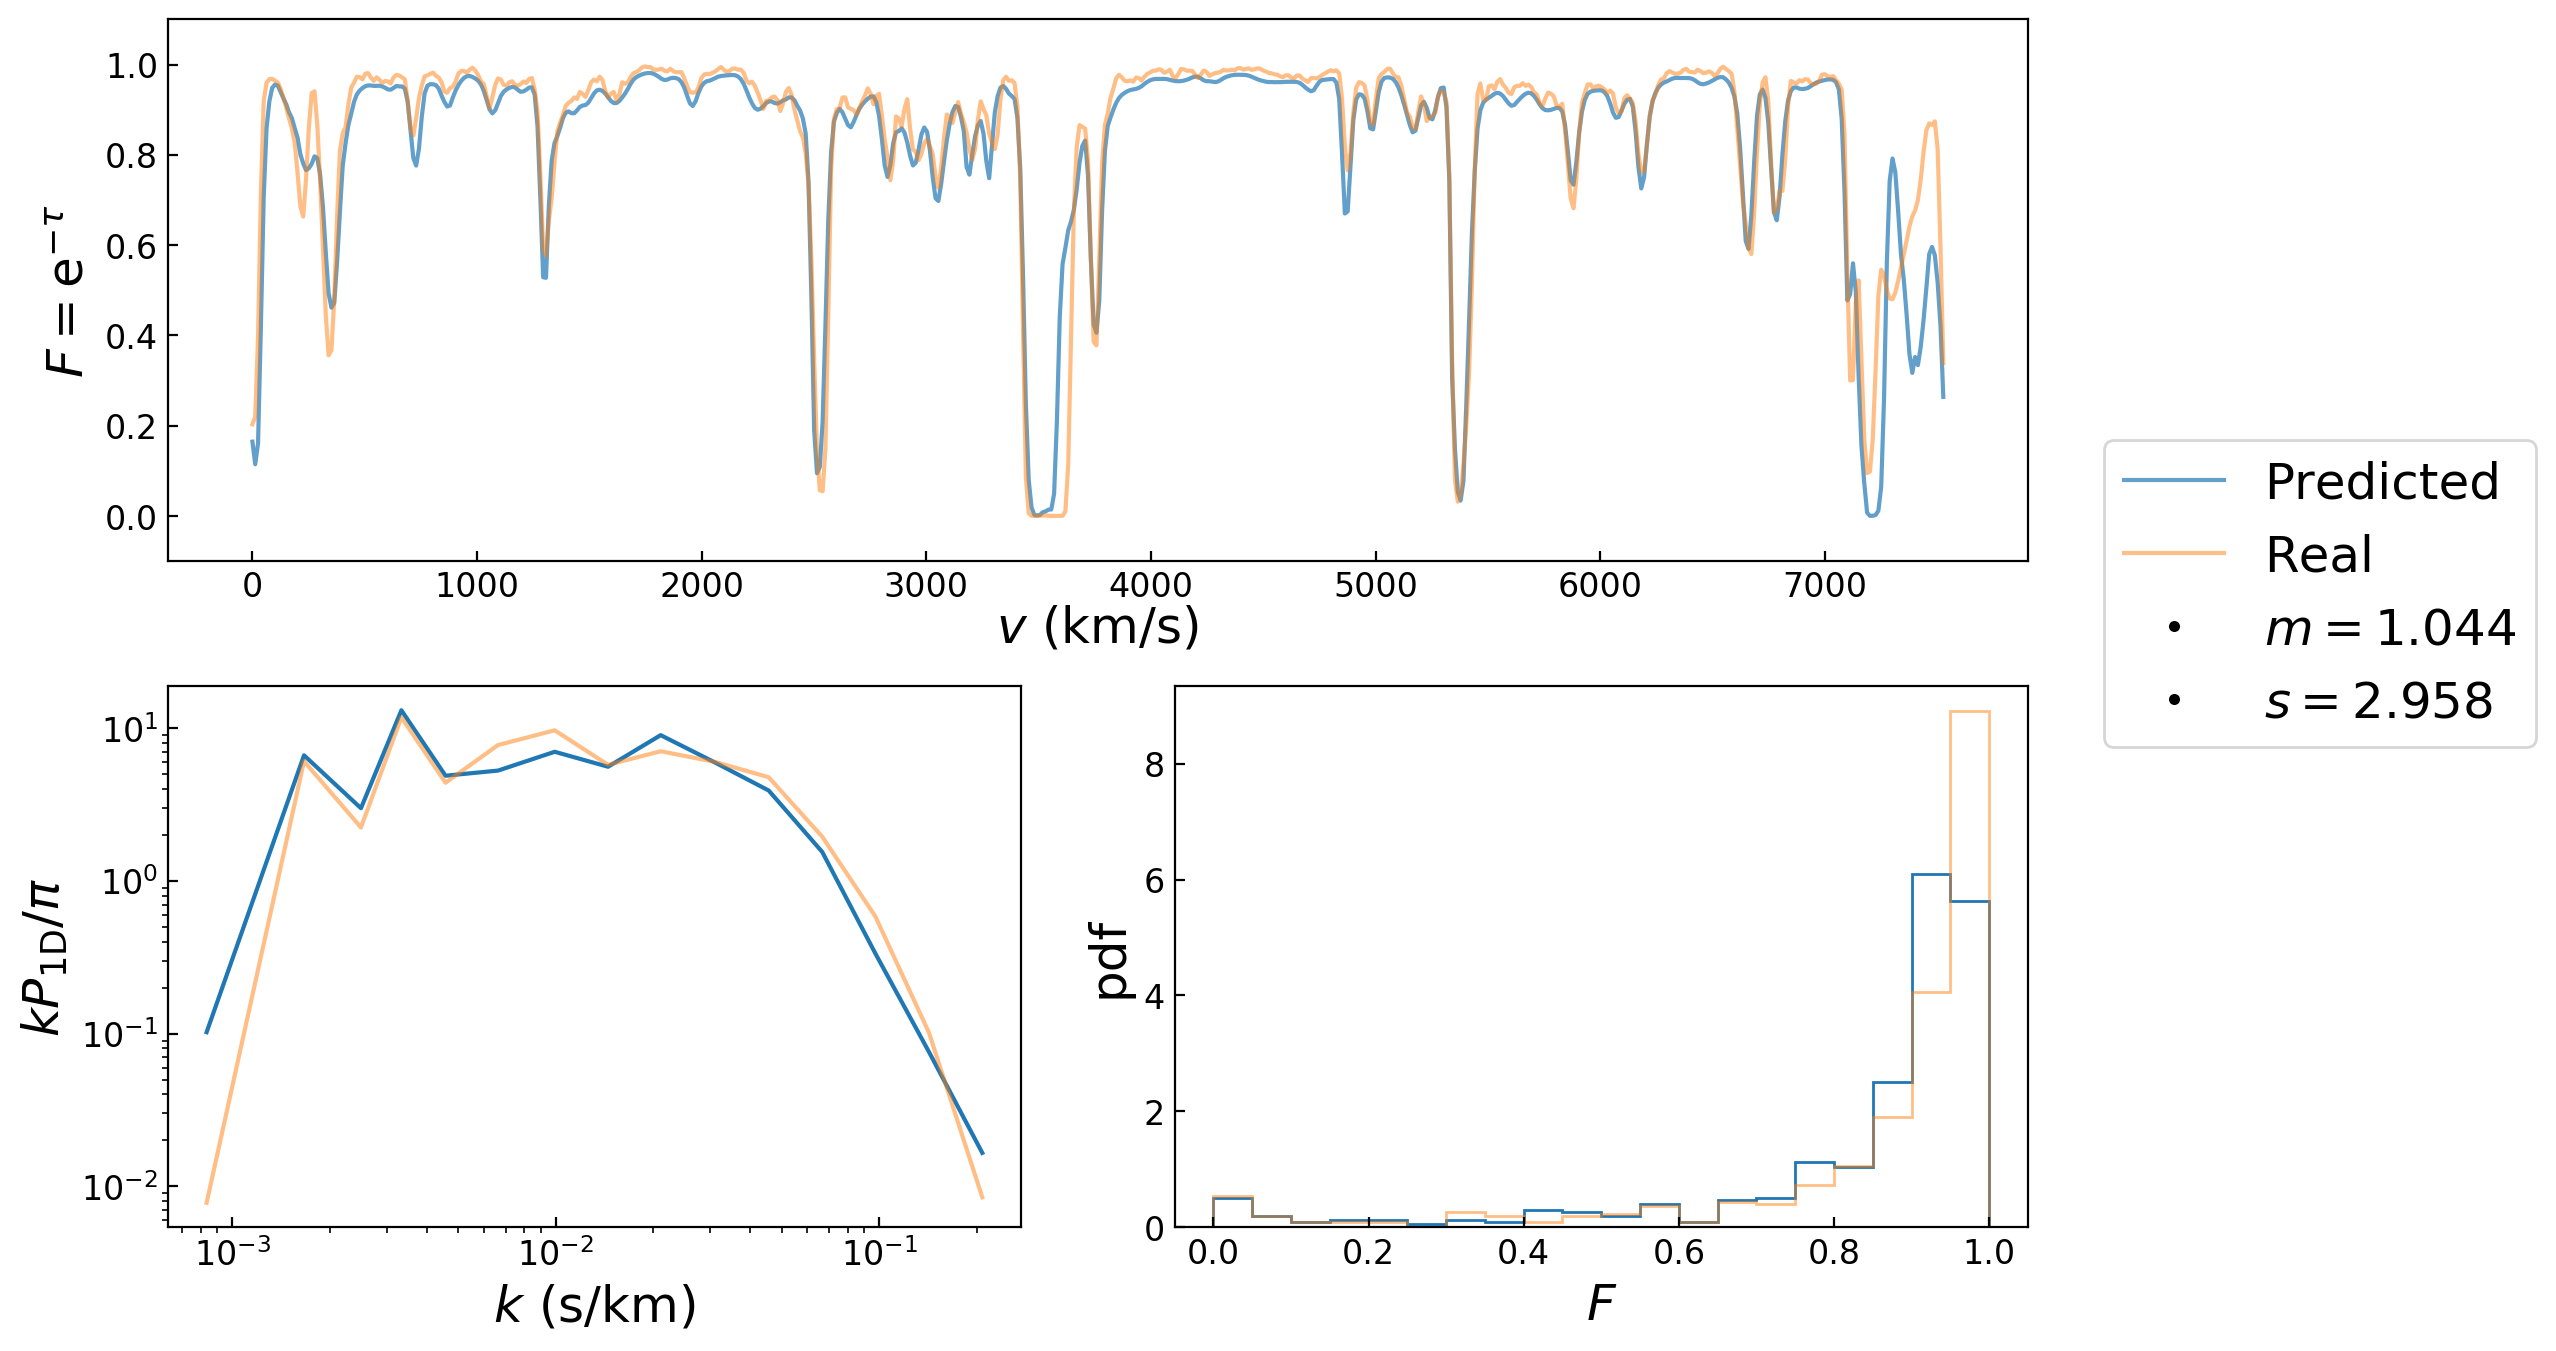 1.0
0.8
0.6
0.4
0.2
0.0
F = e^{−τ}
0 1000 2000 3000 4000 5000 6000 7000
v (km/s)
Predicted
Real
m = 1.044
s = 2.958
10^1
10^0
10^{−1}
10^{−2}
kP_{1D}/π
10^{−3} 10^{−2} 10^{−1}
k (s/km)
8
6
4
2
0
pdf
0.0 0.2 0.4 0.6 0.8 1.0
F